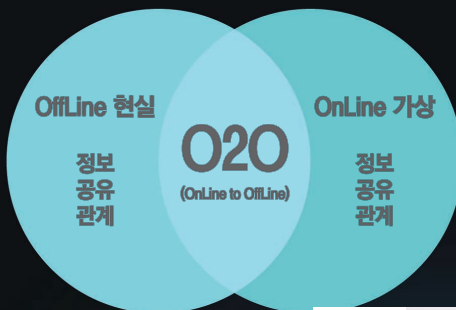 OffLine 현실
정보
공유
관계
O2O
(OnLine to OffLine)
OnLine 가상
정보
공유
관계